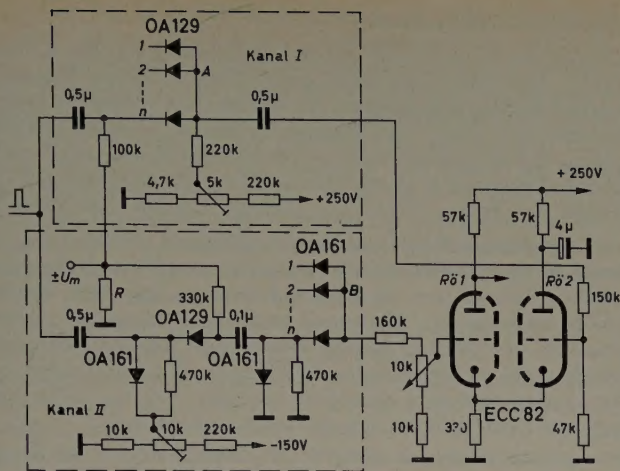 OA129
1
Kanal I
2
A
0,5µ
n
0,5µ
100k
220k
4,7k
5k
220k
+250V
+ 250V
57k
57k
4µ
OA161
1
±Um
2
B
R
330k
Rö1
Rö2
150k
0,5µ
OA129
0,1µ
n
160k
OA161
OA161
10k
470k
470k
ECC 82
Kanal II
10k
10k
220k
-150V
10k
47k